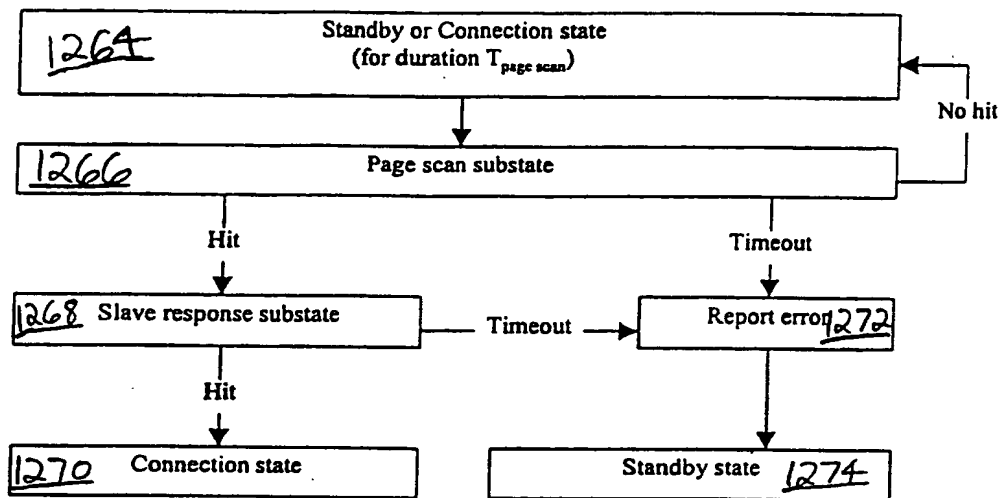 1264 Standby or Connection state
(for duration T page scan)
No hit
1266 Page scan substate
Hit
Timeout
1268 Slave response substate
Timeout
Report error 1272
Hit
1270 Connection state
Standby state 1274